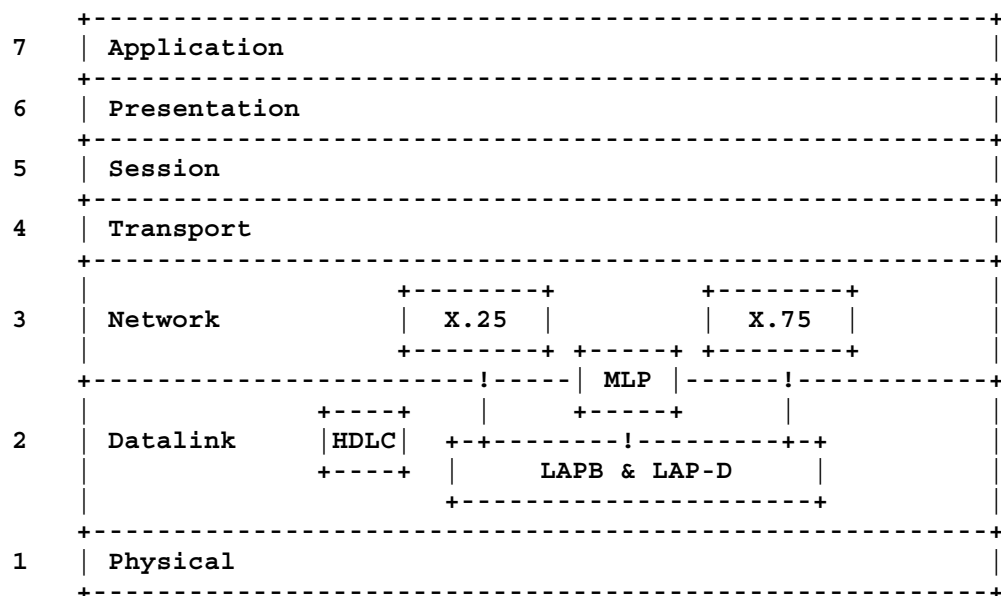 7 Application
6 Presentation
5 Session
4 Transport
3 Network X.25 X.75
MLP
2 Datalink HDLC
LAPB & LAP-D
1 Physical